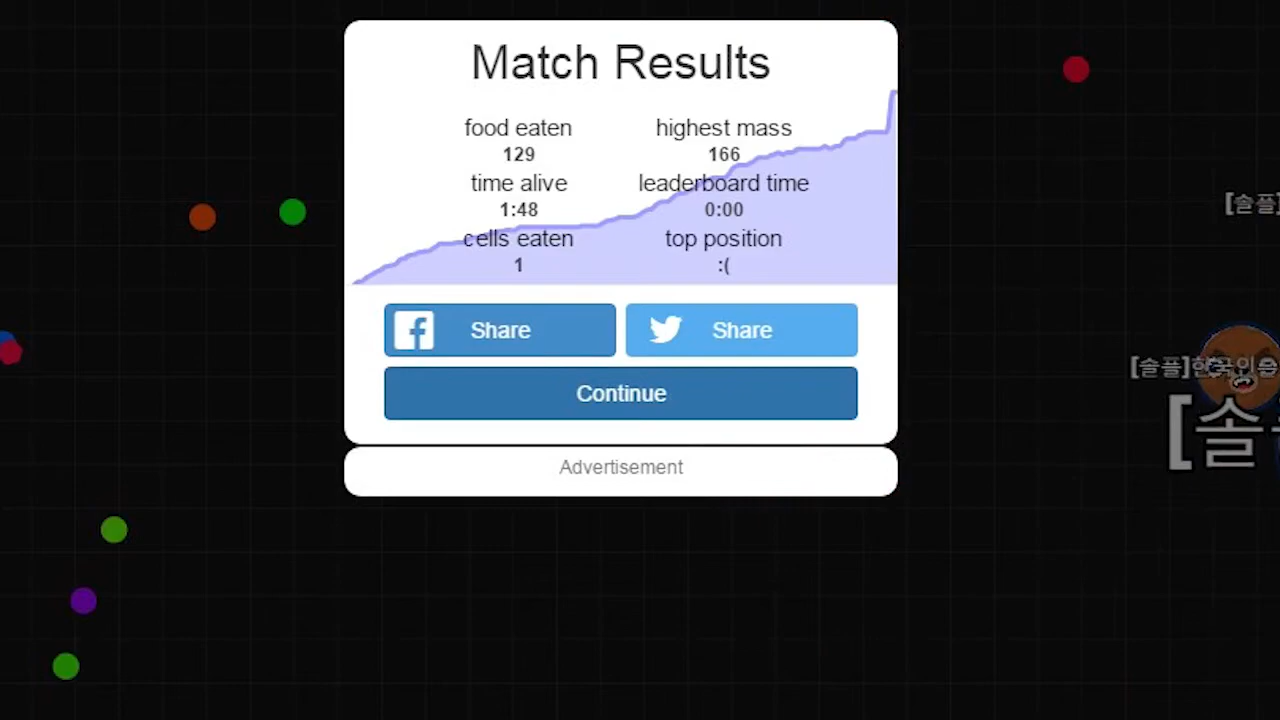 Match Results
food eaten
highest mass
129
166
time alive
leaderboard time
1:48
0:00
cells eaten
top position
1
:(
Share
Share
Continue
Advertisement
[솔플]
[솔플]한국인은
[솔